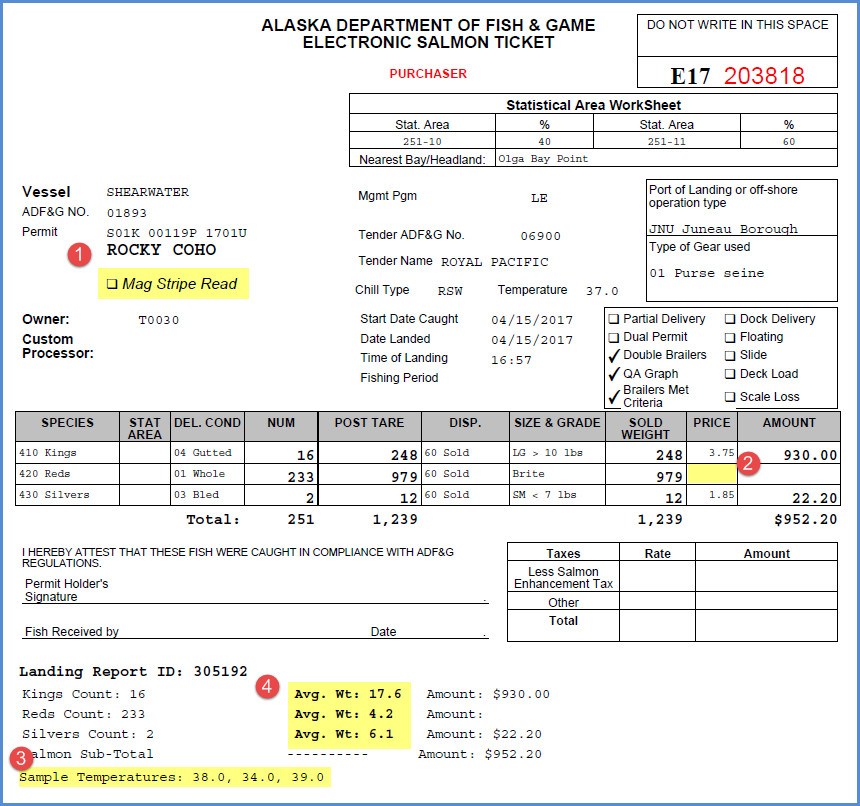 ALASKA DEPARTMENT OF FISH & GAME
ELECTRONIC SALMON TICKET
DO NOT WRITE IN THIS SPACE
PURCHASER
E17 203818
Statistical Area WorkSheet
Stat. Area % Stat. Area %
251-10 40 251-11 60
Nearest Bay/Headland: Olga Bay Point
Vessel SHEARWATER
ADF&G NO. 01893
Permit S01K 00119P 1701U
1 ROCKY COHO
❑ Mag Stripe Read
Owner: T0030
Custom
Processor:
Mgmt Pgm LE
Tender ADF&G No. 06900
Tender Name ROYAL PACIFIC
Chill Type RSW Temperature 37.0
Start Date Caught 04/15/2017
Date Landed 04/15/2017
Time of Landing 16:57
Fishing Period
Port of Landing or off-shore
operation type
JNU Juneau Borough
Type of Gear used
01 Purse seine
❑ Partial Delivery ❑ Dock Delivery
❑ Dual Permit ❑ Floating
✓ Double Brailers ❑ Slide
✓ QA Graph ❑ Deck Load
✓ Brailers Met
Criteria ❑ Scale Loss
SPECIES STAT AREA DEL. COND NUM POST TARE DISP. SIZE & GRADE SOLD WEIGHT PRICE AMOUNT
410 Kings 04 Gutted 16 248 60 Sold LG > 10 lbs 248 3.75 930.00
2
420 Reds 01 Whole 233 979 60 Sold Brite 979
430 Silvers 03 Bled 2 12 60 Sold SM < 7 lbs 12 1.85 22.20
Total: 251 1,239 1,239 $952.20
I HEREBY ATTEST THAT THESE FISH WERE CAUGHT IN COMPLIANCE WITH ADF&G
REGULATIONS.
Permit Holder's
Signature .
Fish Received by Date .
Taxes Rate Amount
Less Salmon
Enhancement Tax
Other
Total
Landing Report ID: 305192
4
Kings Count: 16 Avg. Wt: 17.6 Amount: $930.00
Reds Count: 233 Avg. Wt: 4.2 Amount:
Silvers Count: 2 Avg. Wt: 6.1 Amount: $22.20
3
Salmon Sub-Total ---------- Amount: $952.20
Sample Temperatures: 38.0, 34.0, 39.0